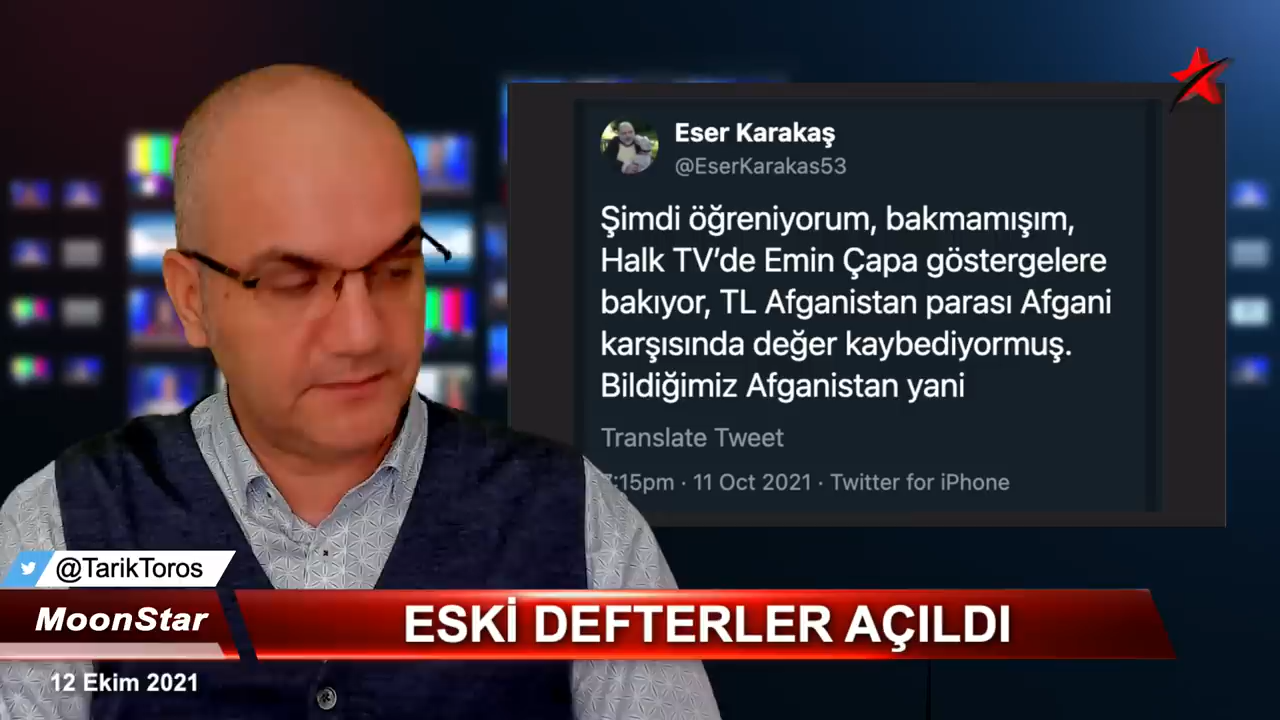 Eser Karakaş
@EserKarakas53
Şimdi öğreniyorum, bakmamışım,
Halk TV’de Emin Çapa göstergelere
bakıyor, TL Afganistan parası Afgani
karşısında değer kaybediyormuş.
Bildiğimiz Afganistan yani
Translate Tweet
:15pm · 11 Oct 2021 · Twitter for iPhone
@TarikToros
MoonStar
ESKİ DEFTERLER AÇILDI
12 Ekim 2021